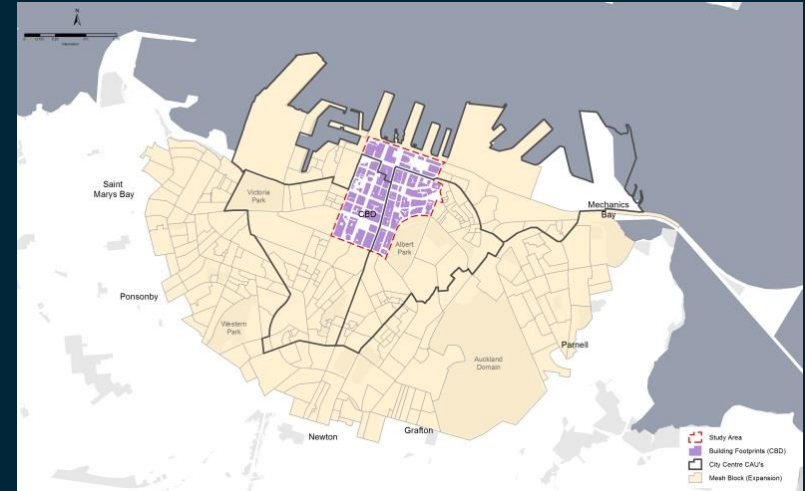 N
Saint
Marys Bay
Victoria
Park
CBD
Albert
Park
Mechanics
Bay
Ponsonby
Western
Park
Parnell
Auckland
Domain
Newton
Grafton
Study Area
Building Footprints (CBD)
City Centre CAU's
Mesh Block (Expansion)